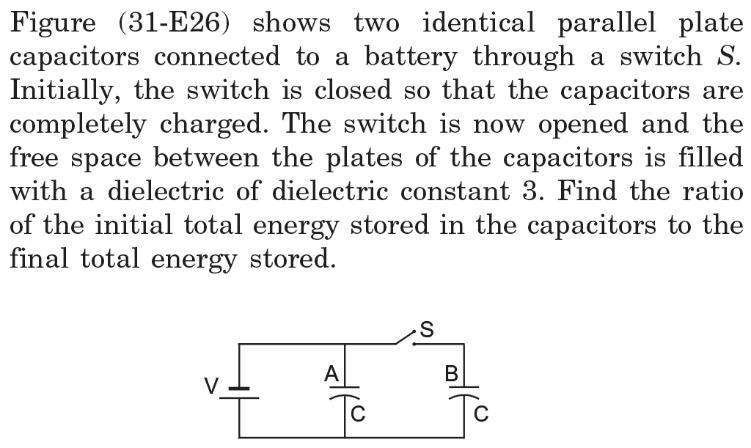 Figure (31-E26) shows two identical parallel plate
capacitors connected to a battery through a switch S.
Initially, the switch is closed so that the capacitors are
completely charged. The switch is now opened and the
free space between the plates of the capacitors is filled
with a dielectric of dielectric constant 3. Find the ratio
of the initial total energy stored in the capacitors to the
final total energy stored.
S
V
A
B
C
C